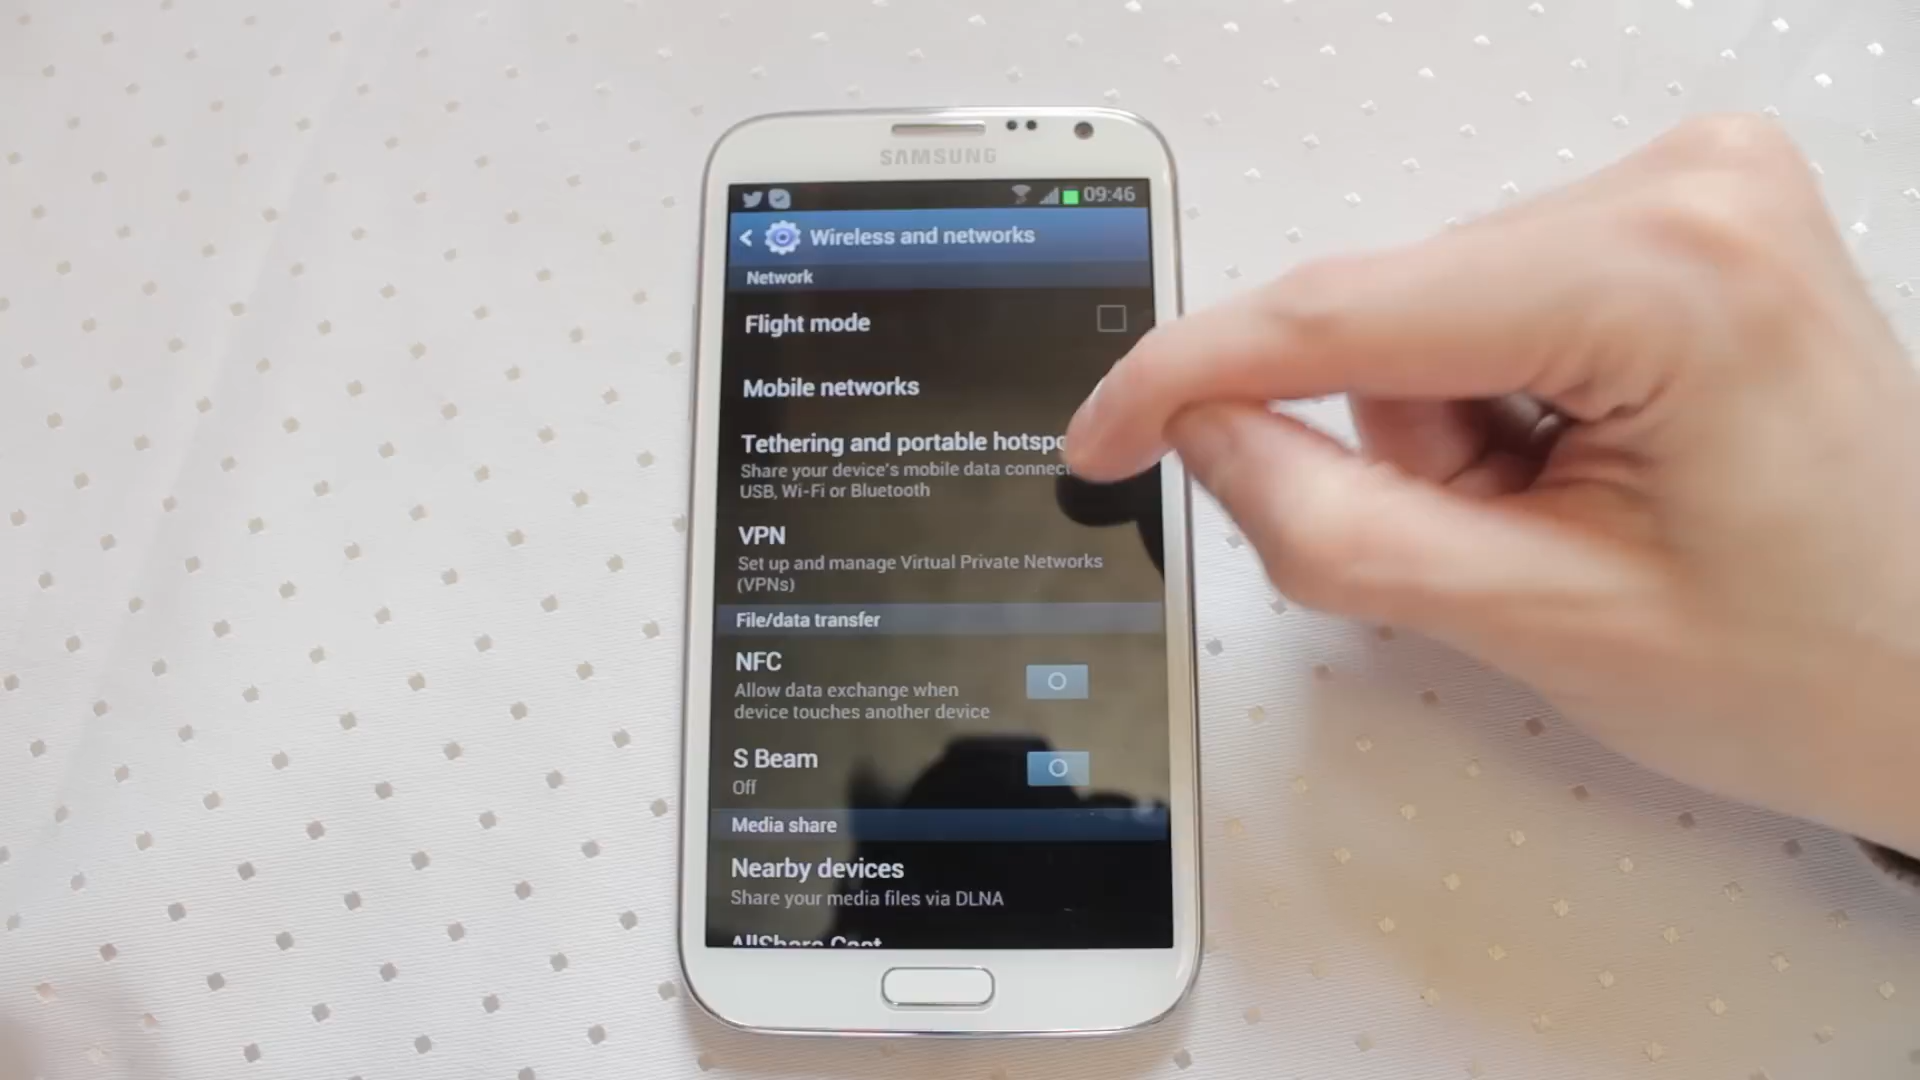 SAMSUNG
09:46
Wireless and networks
Network
Flight mode
Mobile networks
Tethering and portable
Share your device's mobile data
USB, Wi-Fi or Bluetooth
VPN
Set up and manage Virtual Private Networks
(VPNs)
File/data transfer
NFC
Allow data exchange when
device touches another device
S Beam
Off
Media share
Nearby devices
Share your media files via DLNA
AllShare Cast